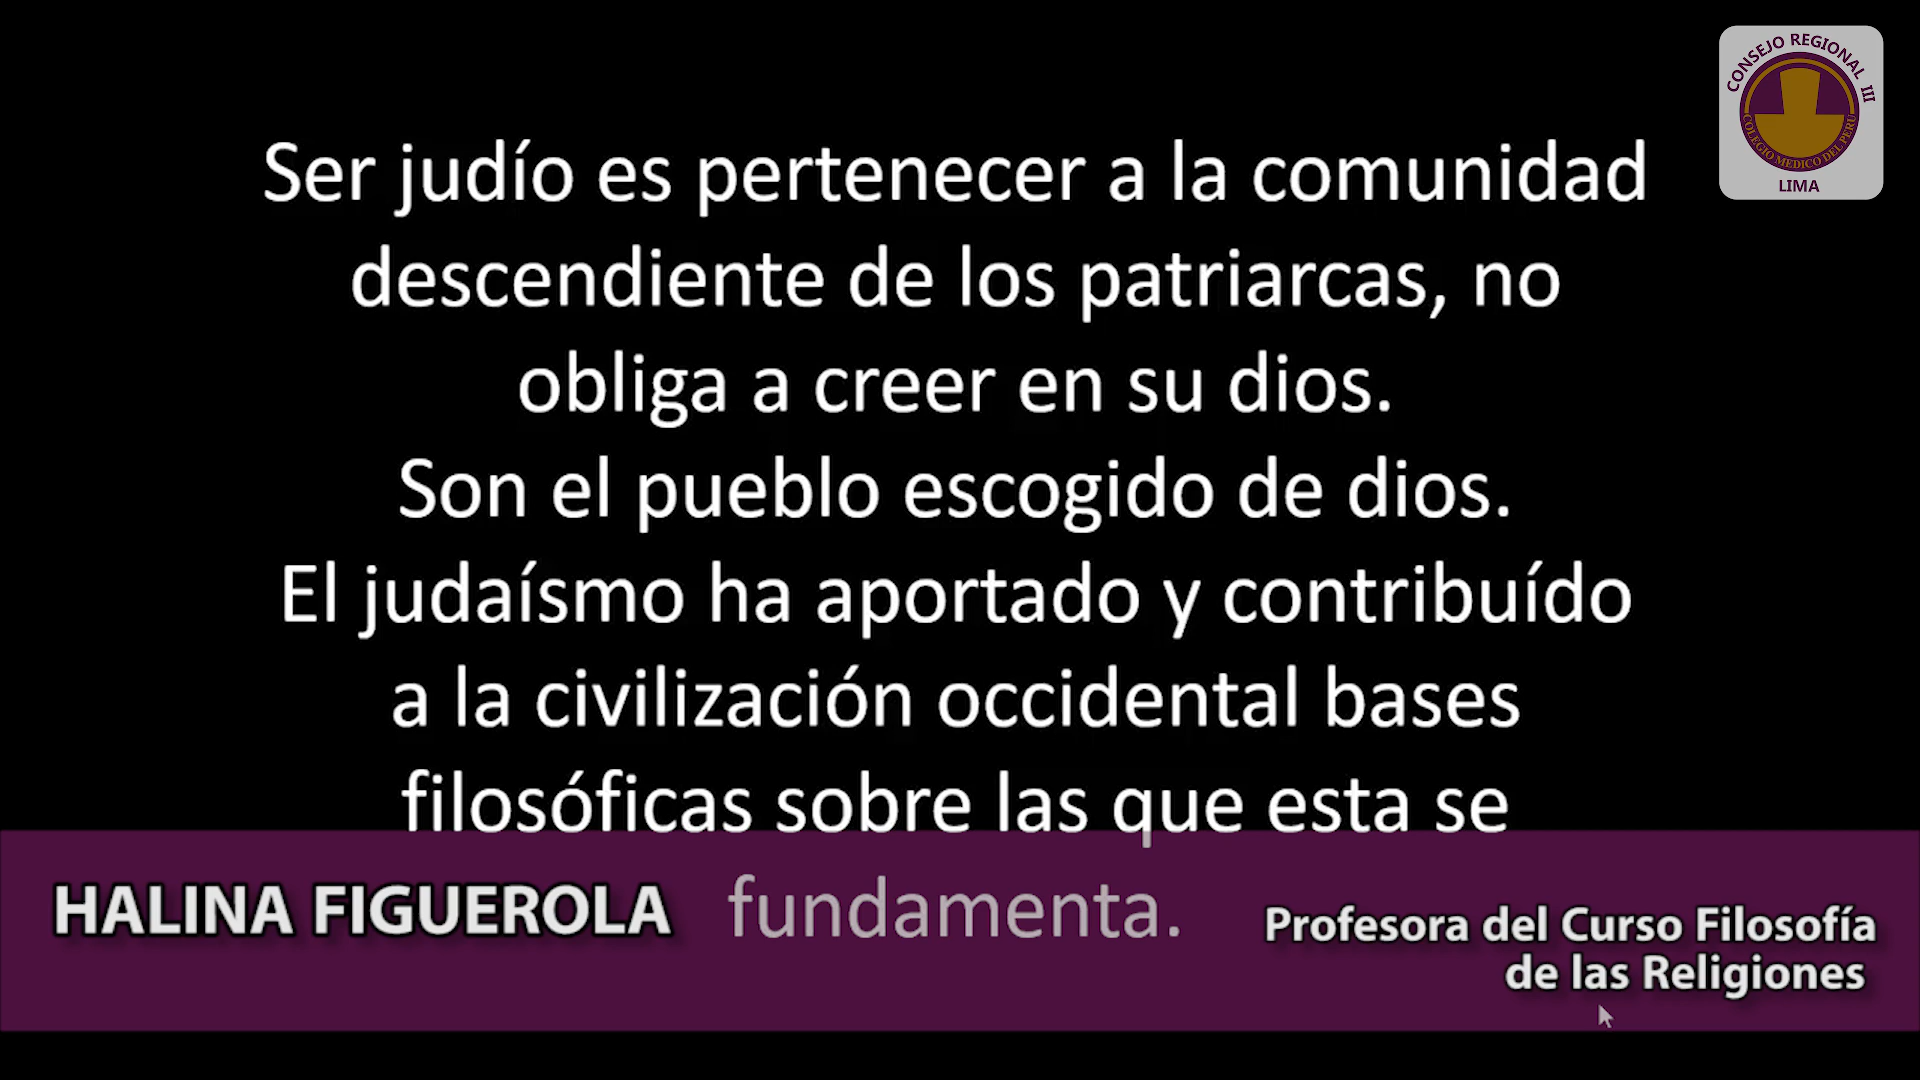 CONSEJO REGIONAL III
COLEGIO MEDICO DEL PERU
LIMA
Ser judío es pertenecer a la comunidad
descendiente de los patriarcas, no
obliga a creer en su dios.
Son el pueblo escogido de dios.
El judaísmo ha aportado y contribuído
a la civilización occidental bases
filosóficas sobre las que esta se
fundamenta.
HALINA FIGUEROLA
Profesora del Curso Filosofía
de las Religiones